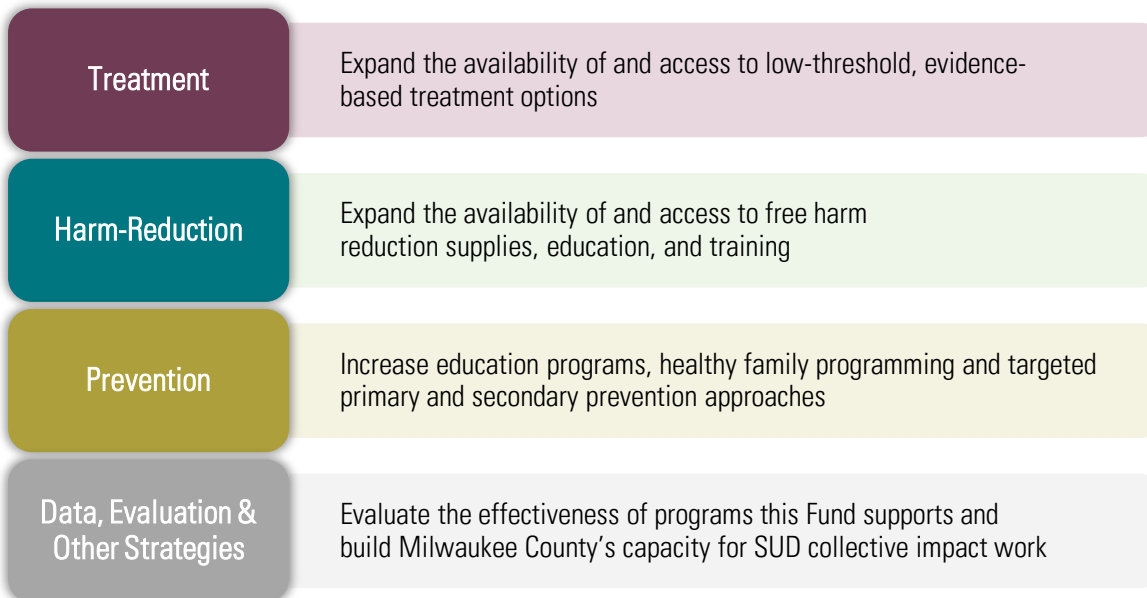 Treatment
Expand the availability of and access to low-threshold, evidence-
based treatment options
Harm-Reduction
Expand the availability of and access to free harm
reduction supplies, education, and training
Prevention
Increase education programs, healthy family programming and targeted
primary and secondary prevention approaches
Data, Evaluation &
Other Strategies
Evaluate the effectiveness of programs this Fund supports and
build Milwaukee County’s capacity for SUD collective impact work